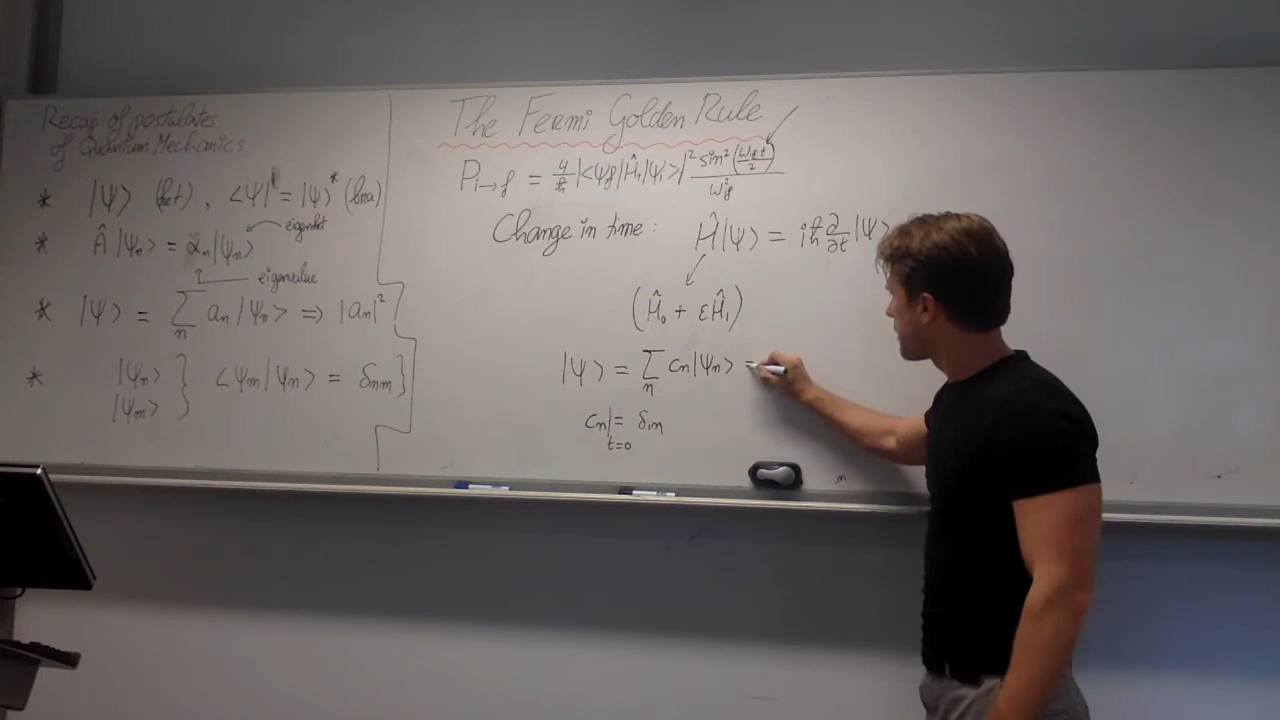 Recap of postulates
of Quantum Mechanics
* |Ψ⟩ (ket), ⟨Ψ| = |Ψ⟩* (bra)
* Â|Ψn⟩ = αn|Ψn⟩ ← eigenket
eigenvalue
* |Ψ⟩ = Σn an|Ψn⟩ => |an|²
* |Ψn⟩ |Ψm⟩ } ⟨Ψm|Ψn⟩ = δnm}
The Fermi Golden Rule
Pi→f = 4/ħ |⟨Ψf|Ĥ1|Ψi⟩|² sin²(ωif t/2)/ω²if
Change in time: Ĥ|Ψ⟩ = iħ ∂/∂t |Ψ⟩
(Ĥ0 + εĤ1)
|Ψ⟩ = Σn cn|Ψn⟩ =
cn|t=0 = δin